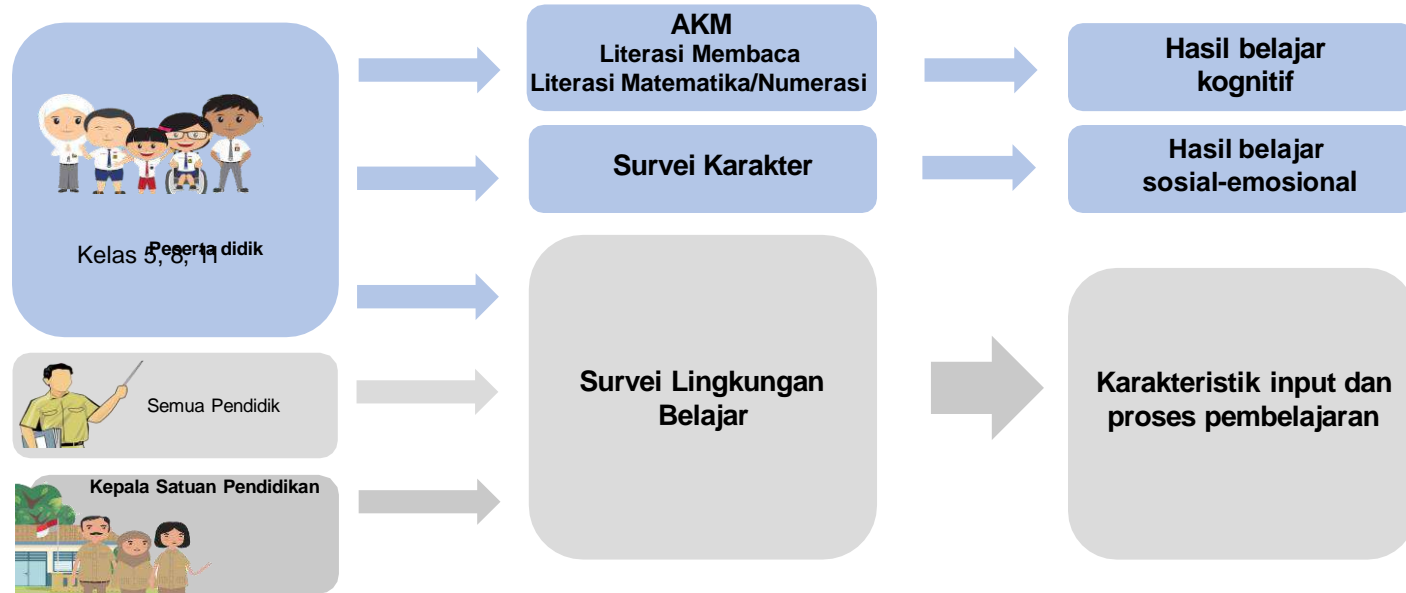 AKM
Literasi Membaca
Literasi Matematika/Numerasi
Hasil belajar
kognitif
Survei Karakter
Hasil belajar
sosial-emosional
Peserta didik
Kelas 5, 8, 11
Survei Lingkungan
Belajar
Karakteristik input dan
proses pembelajaran
Semua Pendidik
Kepala Satuan Pendidikan